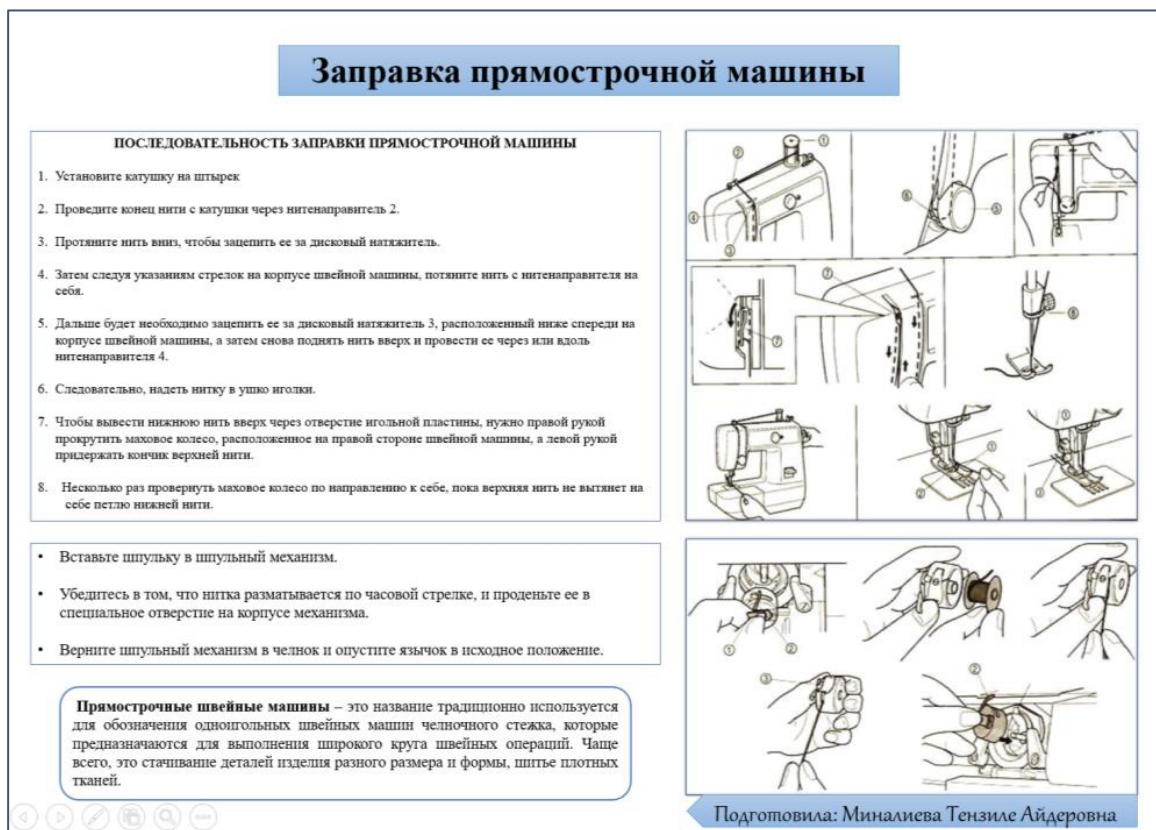 Заправка прямострочной машины
ПОСЛЕДОВАТЕЛЬНОСТЬ ЗАПРАВКИ ПРЯМОСТРОЧНОЙ МАШИНЫ
1. Установите катушку на штырек
2. Проведите конец нити с катушки через нитенаправитель 2.
3. Протяните нить вниз, чтобы зацепить ее за дисковый натяжитель.
4. Затем следуя указаниям стрелок на корпусе швейной машины, потяните нить с нитенаправителя на
себя.
5. Дальше будет необходимо зацепить ее за дисковый натяжитель 3, расположенный ниже спереди на
корпусе швейной машины, а затем снова поднять нить вверх и провести ее через или вдоль
нитенаправителя 4.
6. Следовательно, надеть нитку в ушко иголки.
7. Чтобы вывести нижнюю нить вверх через отверстие игольной пластины, нужно правой рукой
прокрутить маховое колесо, расположенное на правой стороне швейной машины, а левой рукой
придержать кончик верхней нити.
8. Несколько раз провернуть маховое колесо по направлению к себе, пока верхняя нить не вытянет на
себе петлю нижней нити.
• Вставьте шпульку в шпульный механизм.
• Убедитесь в том, что нитка разматывается по часовой стрелке, и проденьте ее в
специальное отверстие на корпусе механизма.
• Верните шпульный механизм в челнок и опустите язычок в исходное положение.
Прямострочные швейные машины – это название традиционно используется
для обозначения одноигольных швейных машин челночного стежка, которые
предназначаются для выполнения широкого круга швейных операций. Чаще
всего, это стачивание деталей изделия разного размера и формы, шитье плотных
тканей.
Подготовила: Миналиева Тензиле Айдеровна